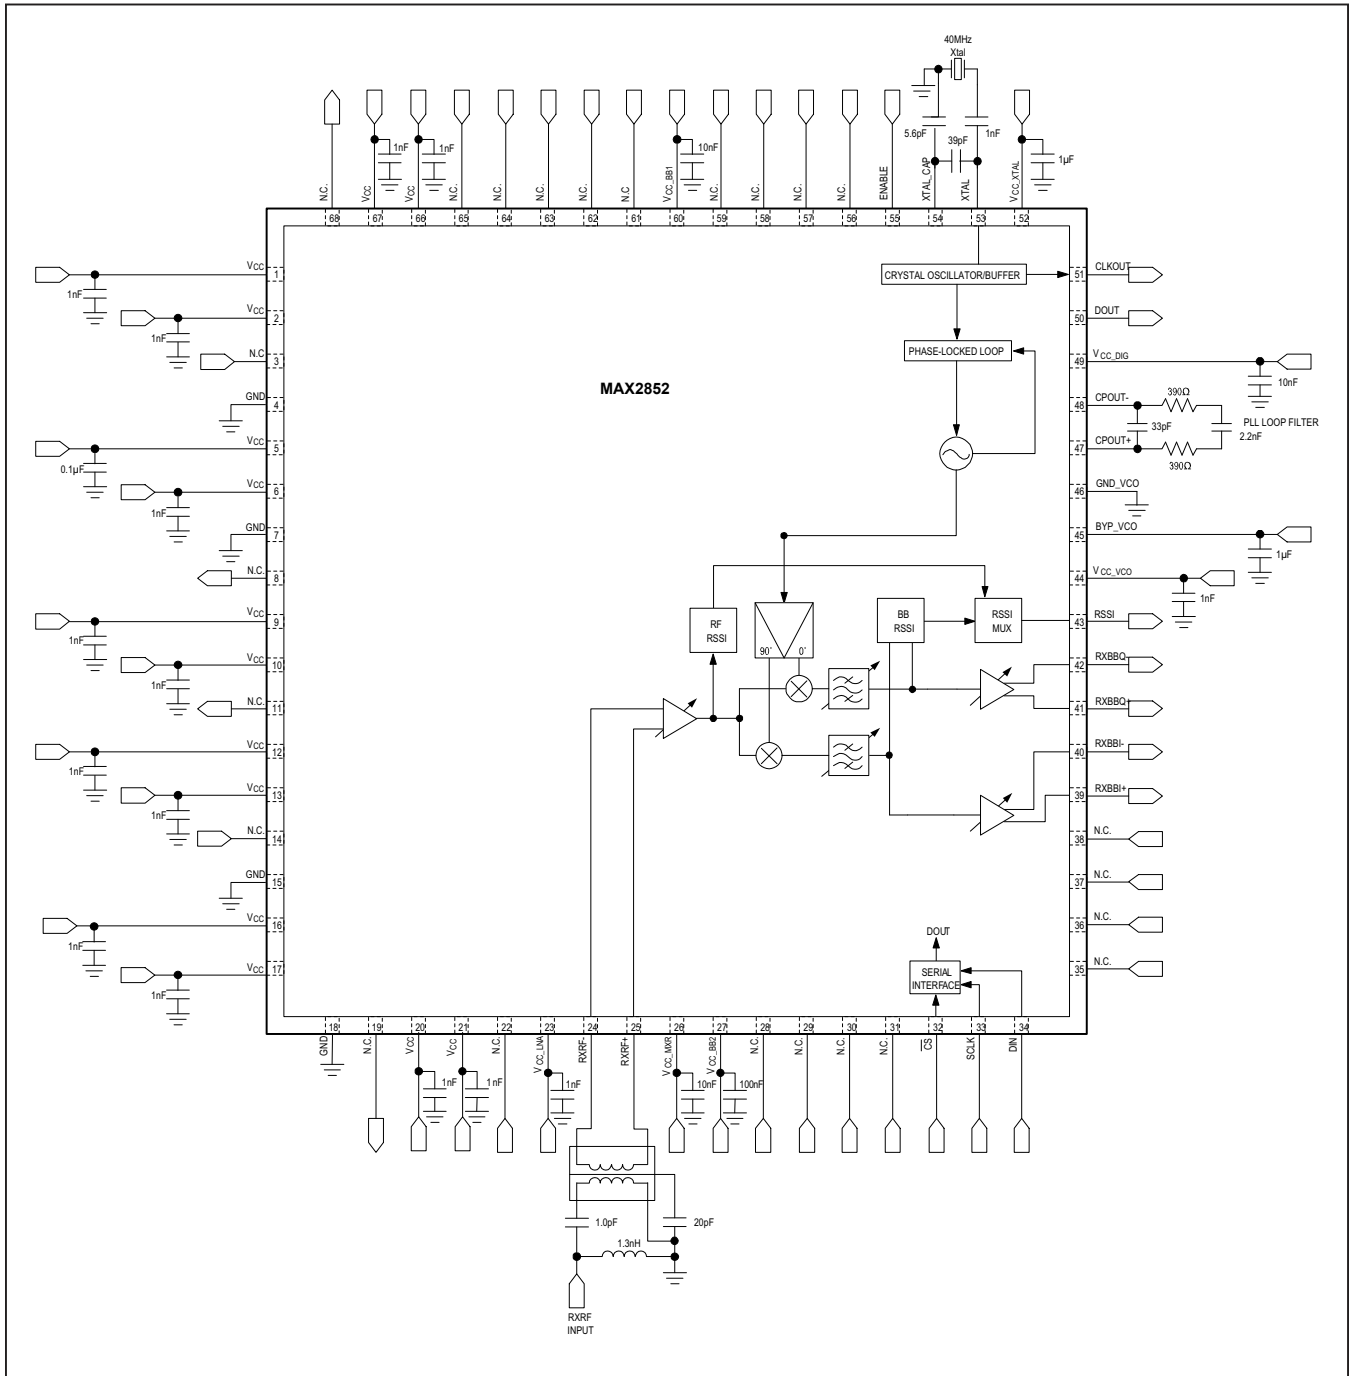 40MHz
Xtal
5.6pF
39pF
1nF
1nF
1nF
10nF
1µF
N.C.
VCC
VCC
N.C.
N.C.
N.C.
N.C.
N.C
VCC_BB1
N.C.
N.C.
N.C.
N.C.
ENABLE
XTAL_CAP
XTAL
VCC_XTAL
68
67
66
65
64
63
62
61
60
59
58
57
56
55
54
53
52
VCC
1
1nF
VCC
2
1nF
N.C
3
GND
4
VCC
5
0.1µF
VCC
6
1nF
GND
7
N.C.
8
VCC
9
1nF
VCC
10
1nF
N.C.
11
VCC
12
1nF
VCC
13
1nF
N.C.
14
GND
15
VCC
16
1nF
VCC
17
1nF
MAX2852
CRYSTAL OSCILLATOR/BUFFER
PHASE-LOCKED LOOP
RF
RSSI
90°
0°
BB
RSSI
RSSI
MUX
DOUT
SERIAL
INTERFACE
51
CLKOUT
50
DOUT
49
VCC_DIG
10nF
48
CPOUT-
390Ω
33pF
PLL LOOP FILTER
2.2nF
47
CPOUT+
390Ω
46
GND_VCO
45
BYP_VCO
1µF
44
VCC_VCO
1nF
43
RSSI
42
RXBBQ-
41
RXBBQ+
40
RXBBI-
39
RXBBI+
38
N.C.
37
N.C.
36
N.C.
35
N.C.
18
19
20
21
22
23
24
25
26
27
28
29
30
31
32
33
34
GND
N.C.
VCC
VCC
N.C.
VCC_LNA
RXRF-
RXRF+
VCC_MXR
VCC_BB2
N.C.
N.C.
N.C.
N.C.
CS
SCLK
DIN
1nF
1nF
1nF
10nF
100nF
1.0pF
20pF
1.3nH
RXRF
INPUT